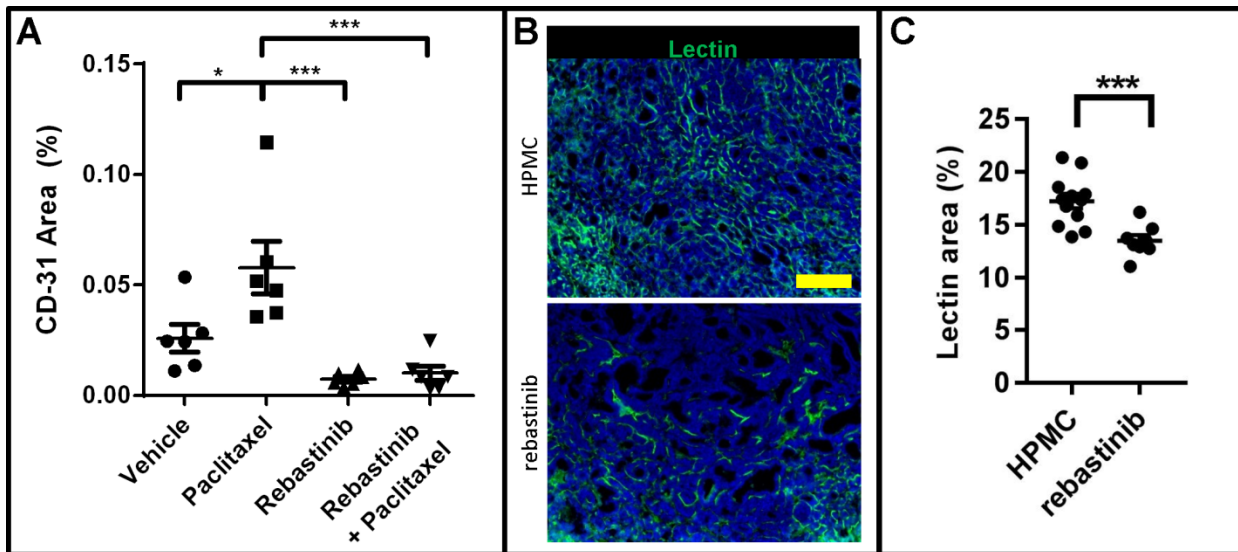 A
***
*
***
0.15
0.10
0.05
0.00
CD-31 Area (%)
Vehicle
Paclitaxel
Rebastinib
Rebastinib
+ Paclitaxel
B
Lectin
HPMC
rebastinib
C
***
25
20
15
10
5
0
Lectin area (%)
HPMC
rebastinib